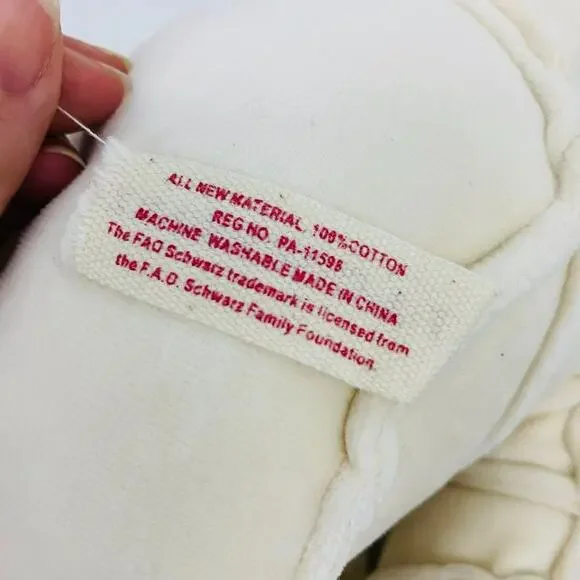 ALL NEW MATERIAL, 100%COTTON
REG NO. PA-11598
MACHINE WASHABLE MADE IN CHINA
The FAO Schwarz trademark is licensed from
the F.A.O. Schwarz Family Foundation.